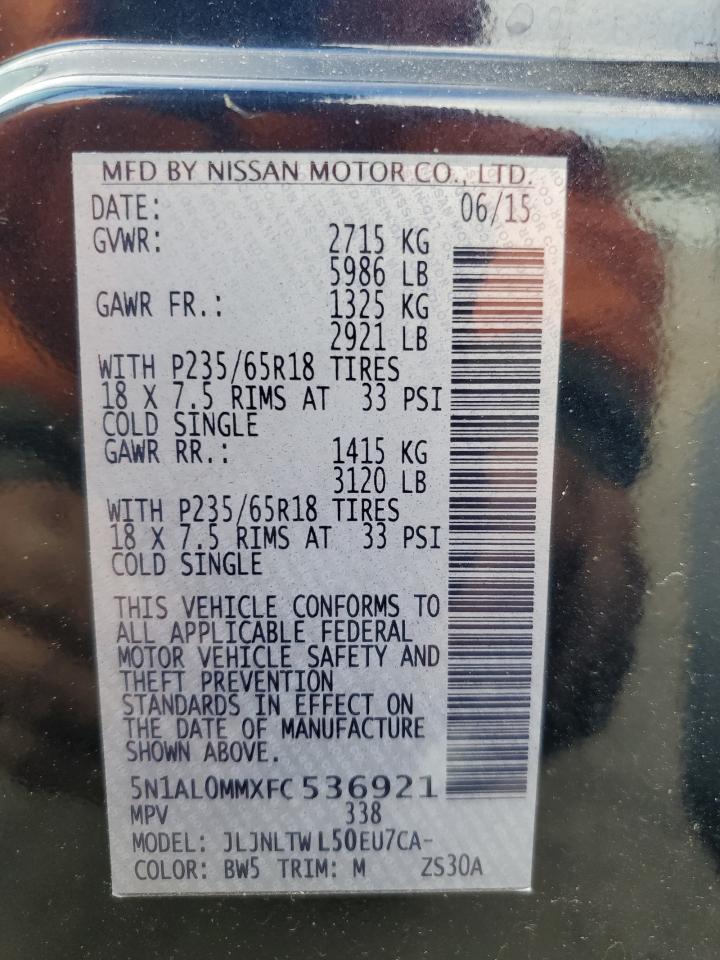 MFD BY NISSAN MOTOR CO., LTD.
DATE: 06/15
GVWR: 2715 KG
5986 LB
GAWR FR.: 1325 KG
2921 LB
WITH P235/65R18 TIRES
18 X 7.5 RIMS AT 33 PSI
COLD SINGLE
GAWR RR.: 1415 KG
3120 LB
WITH P235/65R18 TIRES
18 X 7.5 RIMS AT 33 PSI
COLD SINGLE
THIS VEHICLE CONFORMS TO
ALL APPLICABLE FEDERAL
MOTOR VEHICLE SAFETY AND
THEFT PREVENTION
STANDARDS IN EFFECT ON
THE DATE OF MANUFACTURE
SHOWN ABOVE.
5N1AL0MMXFC 536921
MPV 338
MODEL: JLJNLTW L50EU7CA-
COLOR: BW5 TRIM: M ZS30A